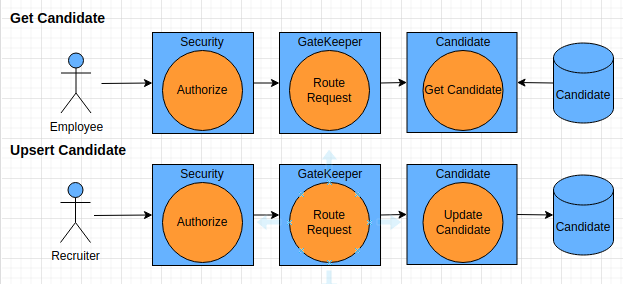 Get Candidate
Security
GateKeeper
Candidate
Authorize
Route
Request
Get Candidate
Candidate
Employee
Upsert Candidate
Security
GateKeeper
Candidate
Authorize
Route
Request
Update
Candidate
Candidate
Recruiter